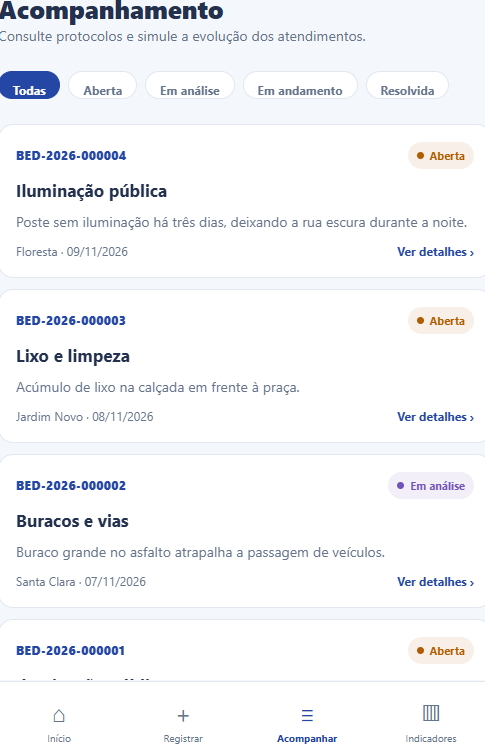 Acompanhamento
Consulte protocolos e simule a evolução dos atendimentos.
Todas Aberta Em análise Em andamento Resolvida
BED-2026-000004 Aberta
Iluminação pública
Poste sem iluminação há três dias, deixando a rua escura durante a noite.
Floresta · 09/11/2026 Ver detalhes ›
BED-2026-000003 Aberta
Lixo e limpeza
Acúmulo de lixo na calçada em frente à praça.
Jardim Novo · 08/11/2026 Ver detalhes ›
BED-2026-000002 Em análise
Buracos e vias
Buraco grande no asfalto atrapalha a passagem de veículos.
Santa Clara · 07/11/2026 Ver detalhes ›
BED-2026-000001 Aberta
Início Registrar Acompanhar Indicadores